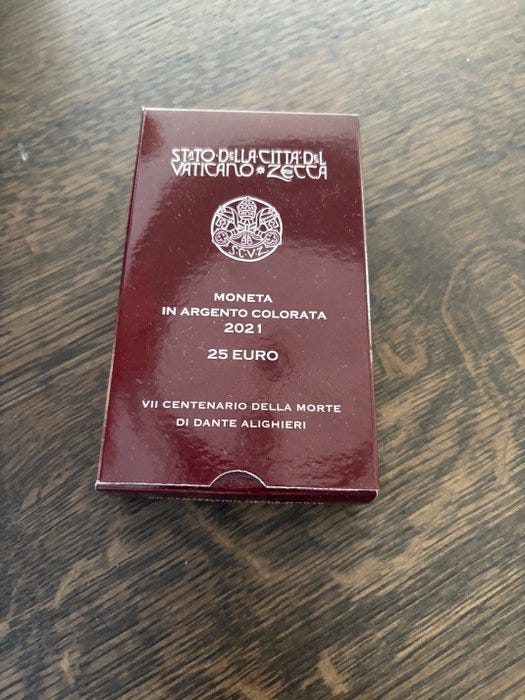 STATO·DELLA·CITTÀ·DEL
VATICANO * ZECCA
S.C.V.Z.
MONETA
IN ARGENTO COLORATA
2021
25 EURO
VII CENTENARIO DELLA MORTE
DI DANTE ALIGHIERI